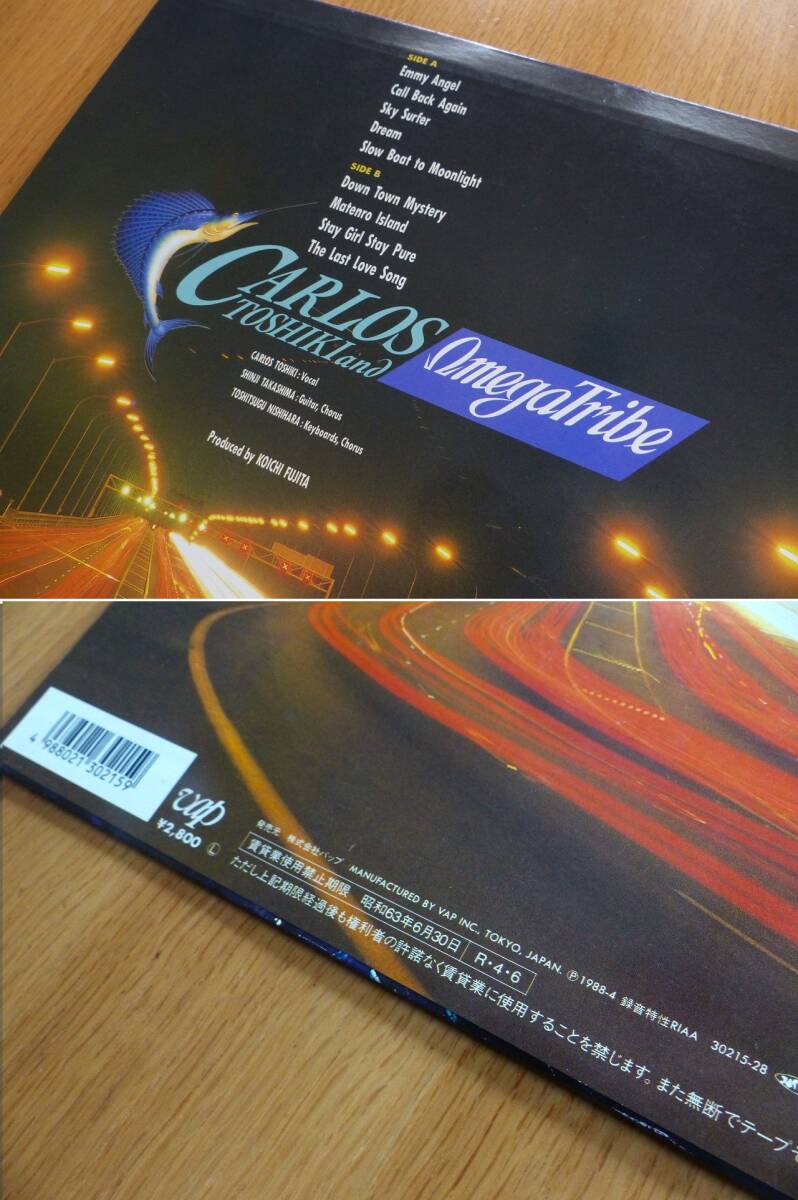 SIDE A
Emmy Angel
Call Back Again
Sky Surfer
Dream
Slow Boat to Moonlight
SIDE B
Down Town Mystery
Matenro Island
Stay Girl Stay Pure
The Last Love Song
CARLOS
TOSHIKI and
OmegaTribe
CARLOS TOSHIKI : Vocal
SHINJI TAKASHIMA : Guitar, Chorus
TOSHITSUGU NISHIHARA : Keyboards, Chorus
Produced by KOICHI FUJITA
4 988021 302159
vap
¥2,800 L
発売元 株式会社バップ MANUFACTURED BY VAP INC., TOKYO, JAPAN. Ⓟ1988-4 録音特性RIAA 30215-28
賃貸業使用禁止期限 昭和63年6月30日 R・4・6
ただし上記期限経過後も権利者の許諾なく賃貸業に使用することを禁じます。また無断でテープそ